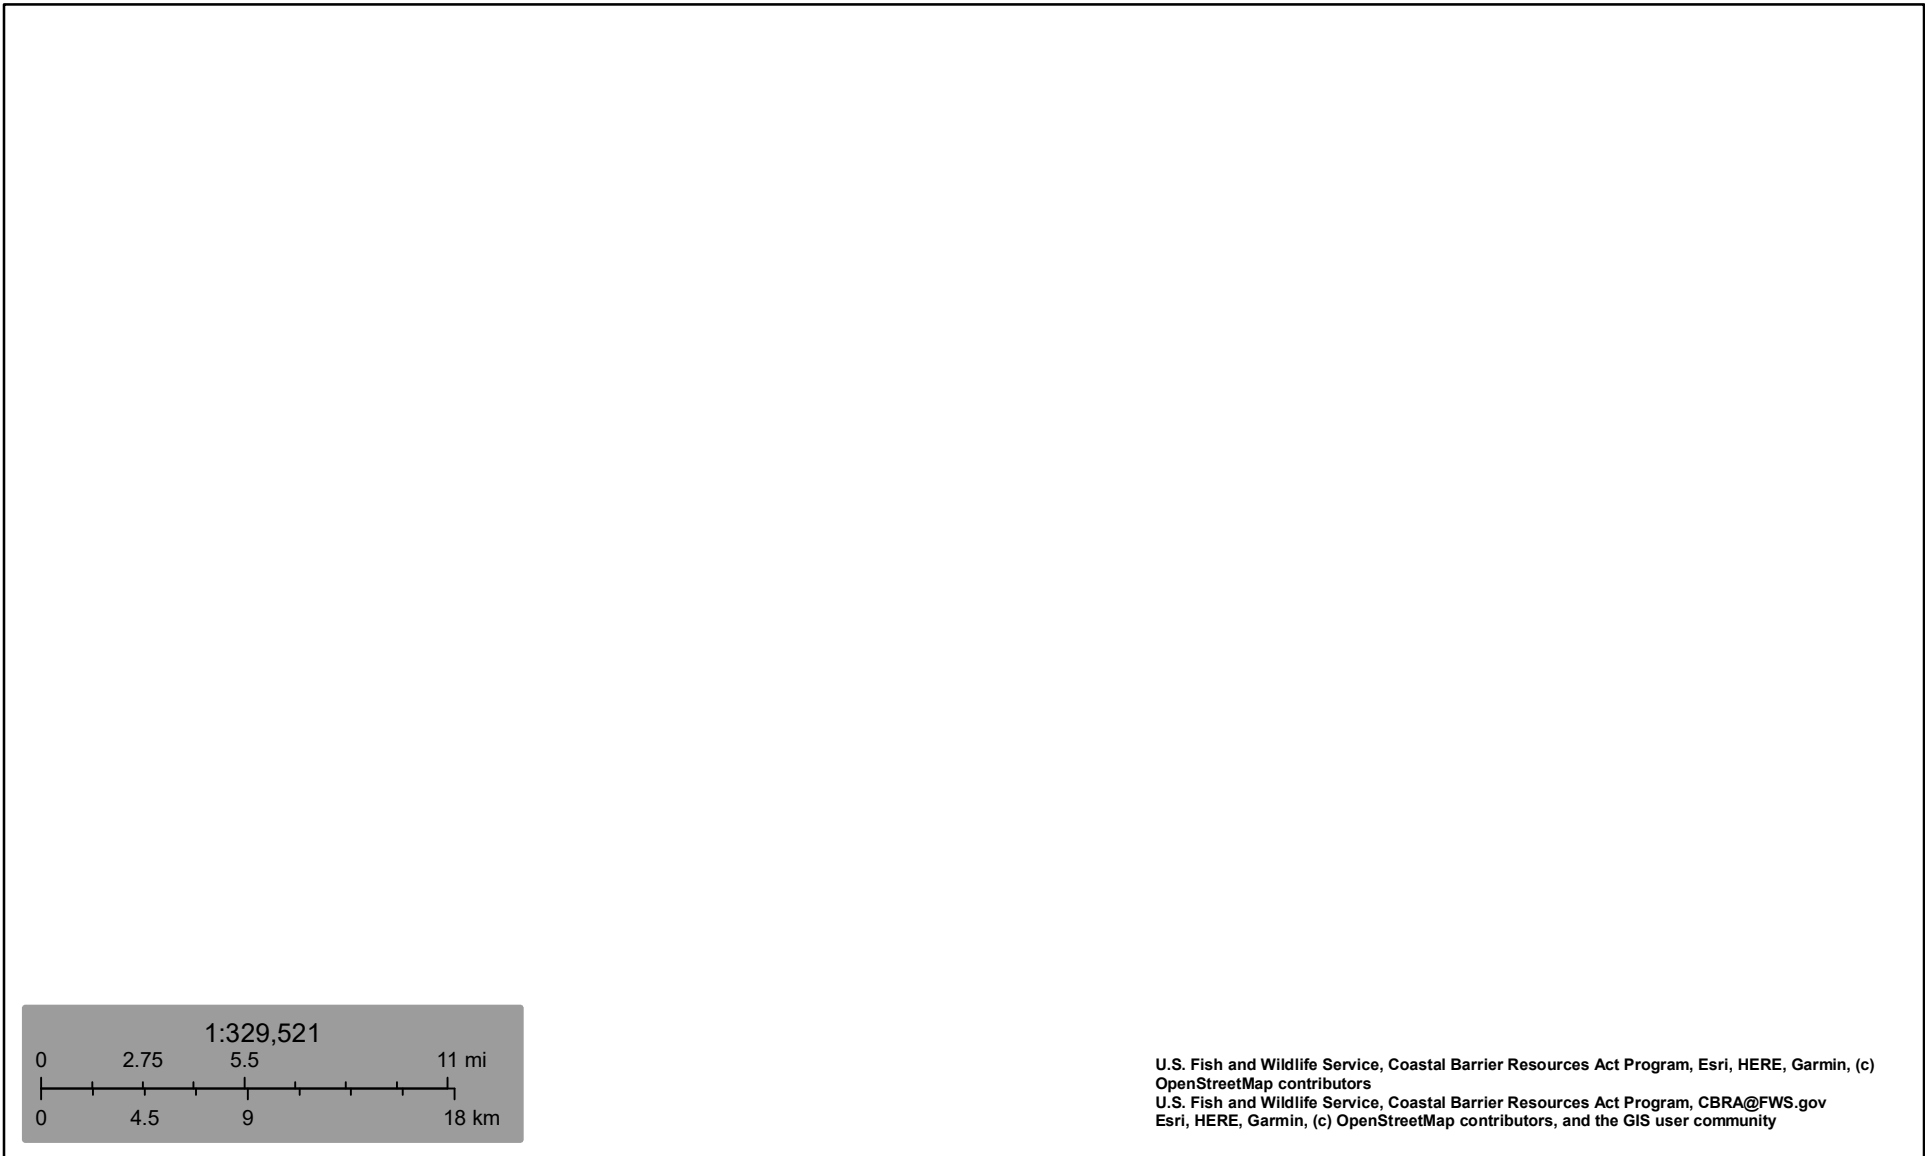 1:329,521
0 2.75 5.5 11 mi
0 4.5 9 18 km
U.S. Fish and Wildlife Service, Coastal Barrier Resources Act Program, Esri, HERE, Garmin, (c)
OpenStreetMap contributors
U.S. Fish and Wildlife Service, Coastal Barrier Resources Act Program, CBRA@FWS.gov
Esri, HERE, Garmin, (c) OpenStreetMap contributors, and the GIS user community